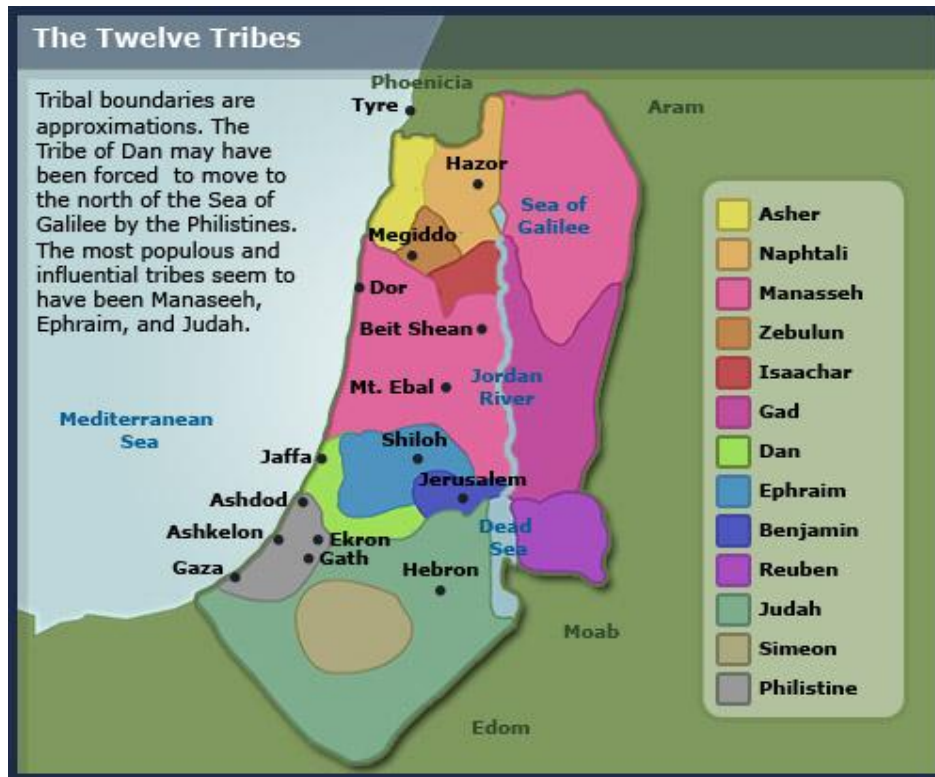 The Twelve Tribes
Tribal boundaries are
approximations. The
Tribe of Dan may have
been forced to move to
the north of the Sea of
Galilee by the Philistines.
The most populous and
influential tribes seem to
have been Manaseeh,
Ephraim, and Judah.
Phoenicia
Tyre
Aram
Hazor
Sea of
Galilee
Megiddo
Dor
Beit Shean
Mt. Ebal
Jordan
River
Mediterranean
Sea
Shiloh
Jaffa
Jerusalem
Ashdod
Ashkelon
Ekron
Dead
Sea
Gath
Gaza
Hebron
Moab
Edom
Asher
Naphtali
Manasseh
Zebulun
Isaachar
Gad
Dan
Ephraim
Benjamin
Reuben
Judah
Simeon
Philistine